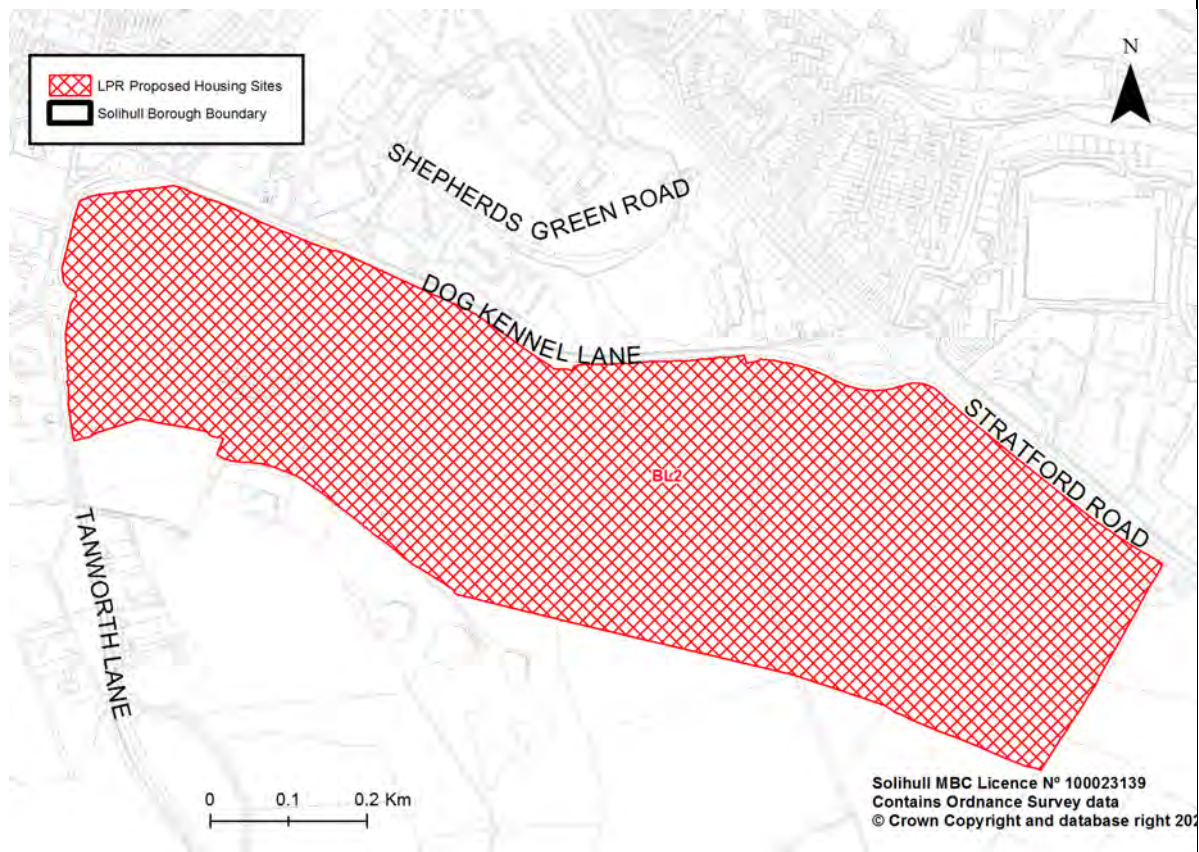 N
LPR Proposed Housing Sites
Solihull Borough Boundary
SHEPHERDS GREEN ROAD
DOG KENNEL LANE
STRATFORD ROAD
BL2
TANWORTH LANE
0 0.1 0.2 Km
Solihull MBC Licence Nº 100023139
Contains Ordnance Survey data
© Crown Copyright and database right 202